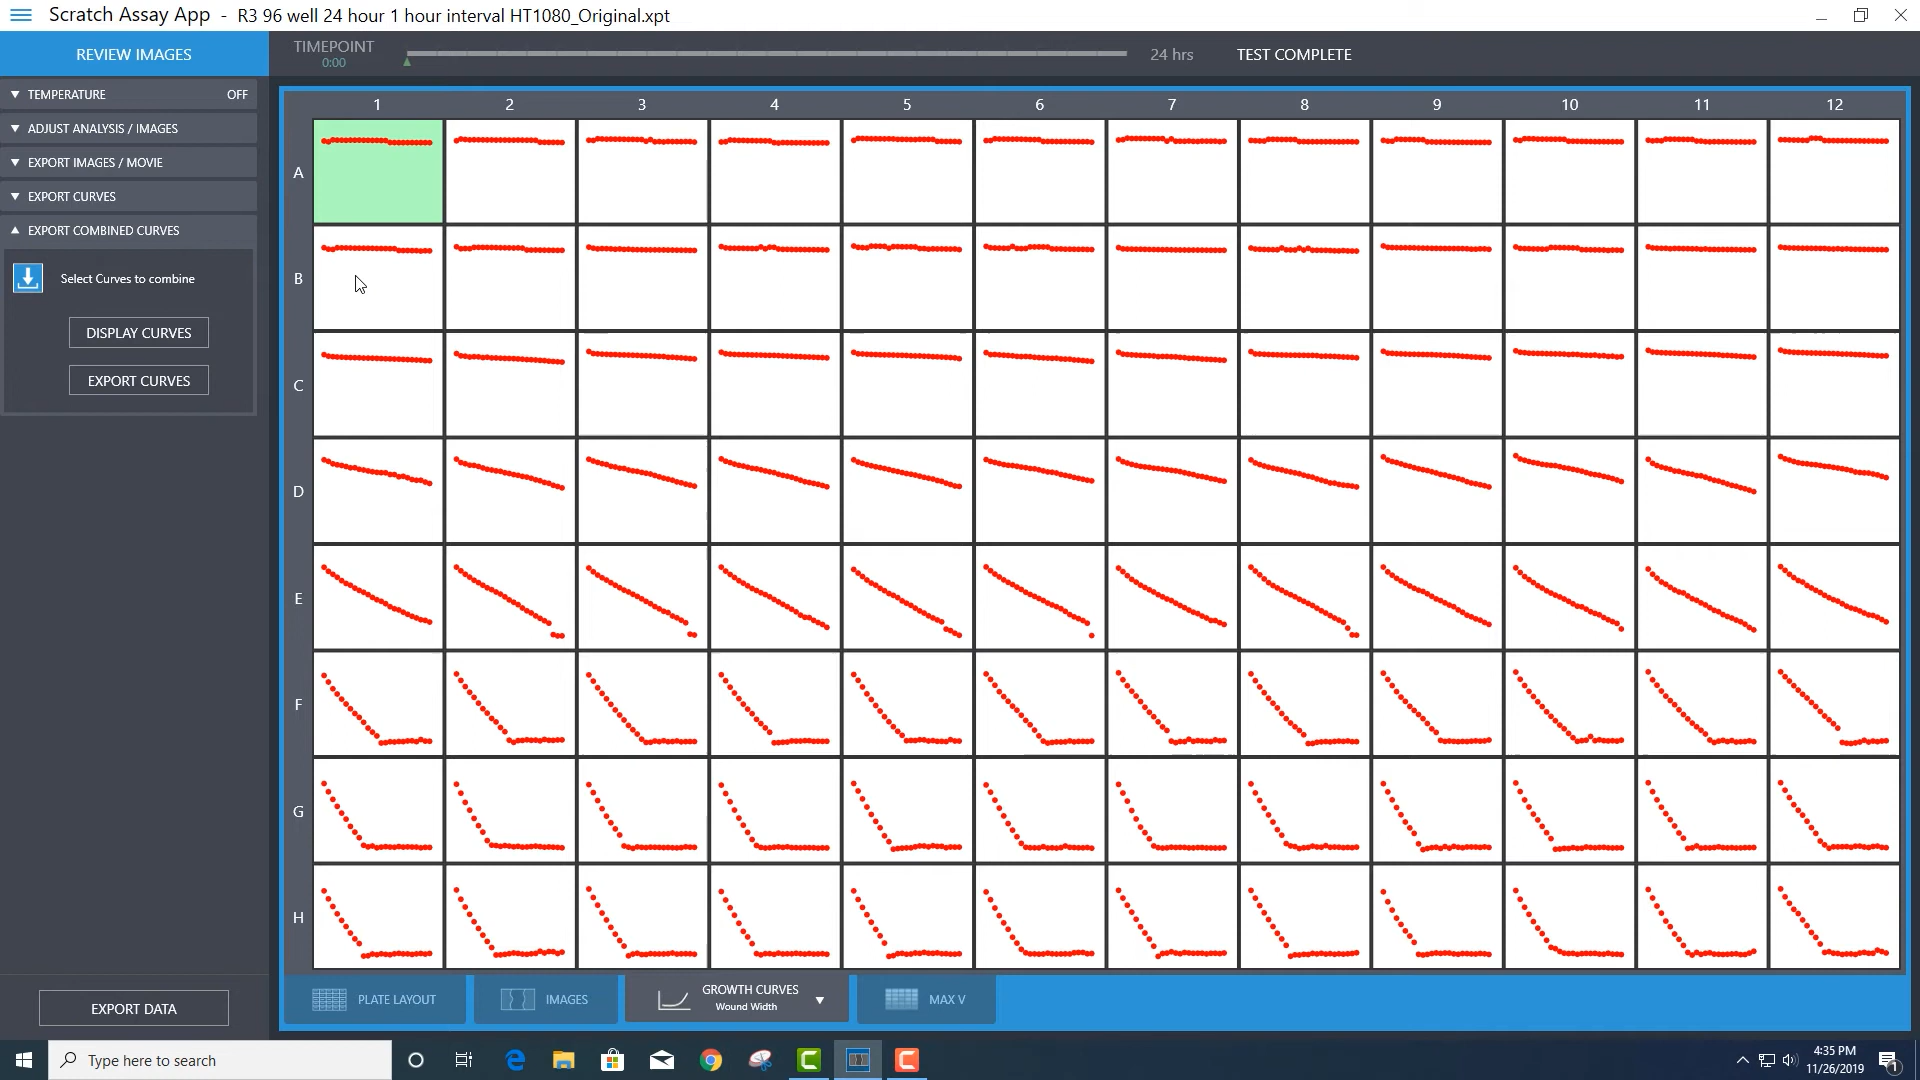 Scratch Assay App - R3 96 well 24 hour 1 hour interval HT1080_Original.xpt
REVIEW IMAGES
TIMEPOINT
0:00
24 hrs
TEST COMPLETE
TEMPERATURE OFF
ADJUST ANALYSIS / IMAGES
EXPORT IMAGES / MOVIE
EXPORT CURVES
EXPORT COMBINED CURVES
Select Curves to combine
DISPLAY CURVES
EXPORT CURVES
EXPORT DATA
1 2 3 4 5 6 7 8 9 10 11 12
A
B
C
D
E
F
G
H
PLATE LAYOUT
IMAGES
GROWTH CURVES
Wound Width
MAX V
Type here to search
4:35 PM
11/26/2019
1